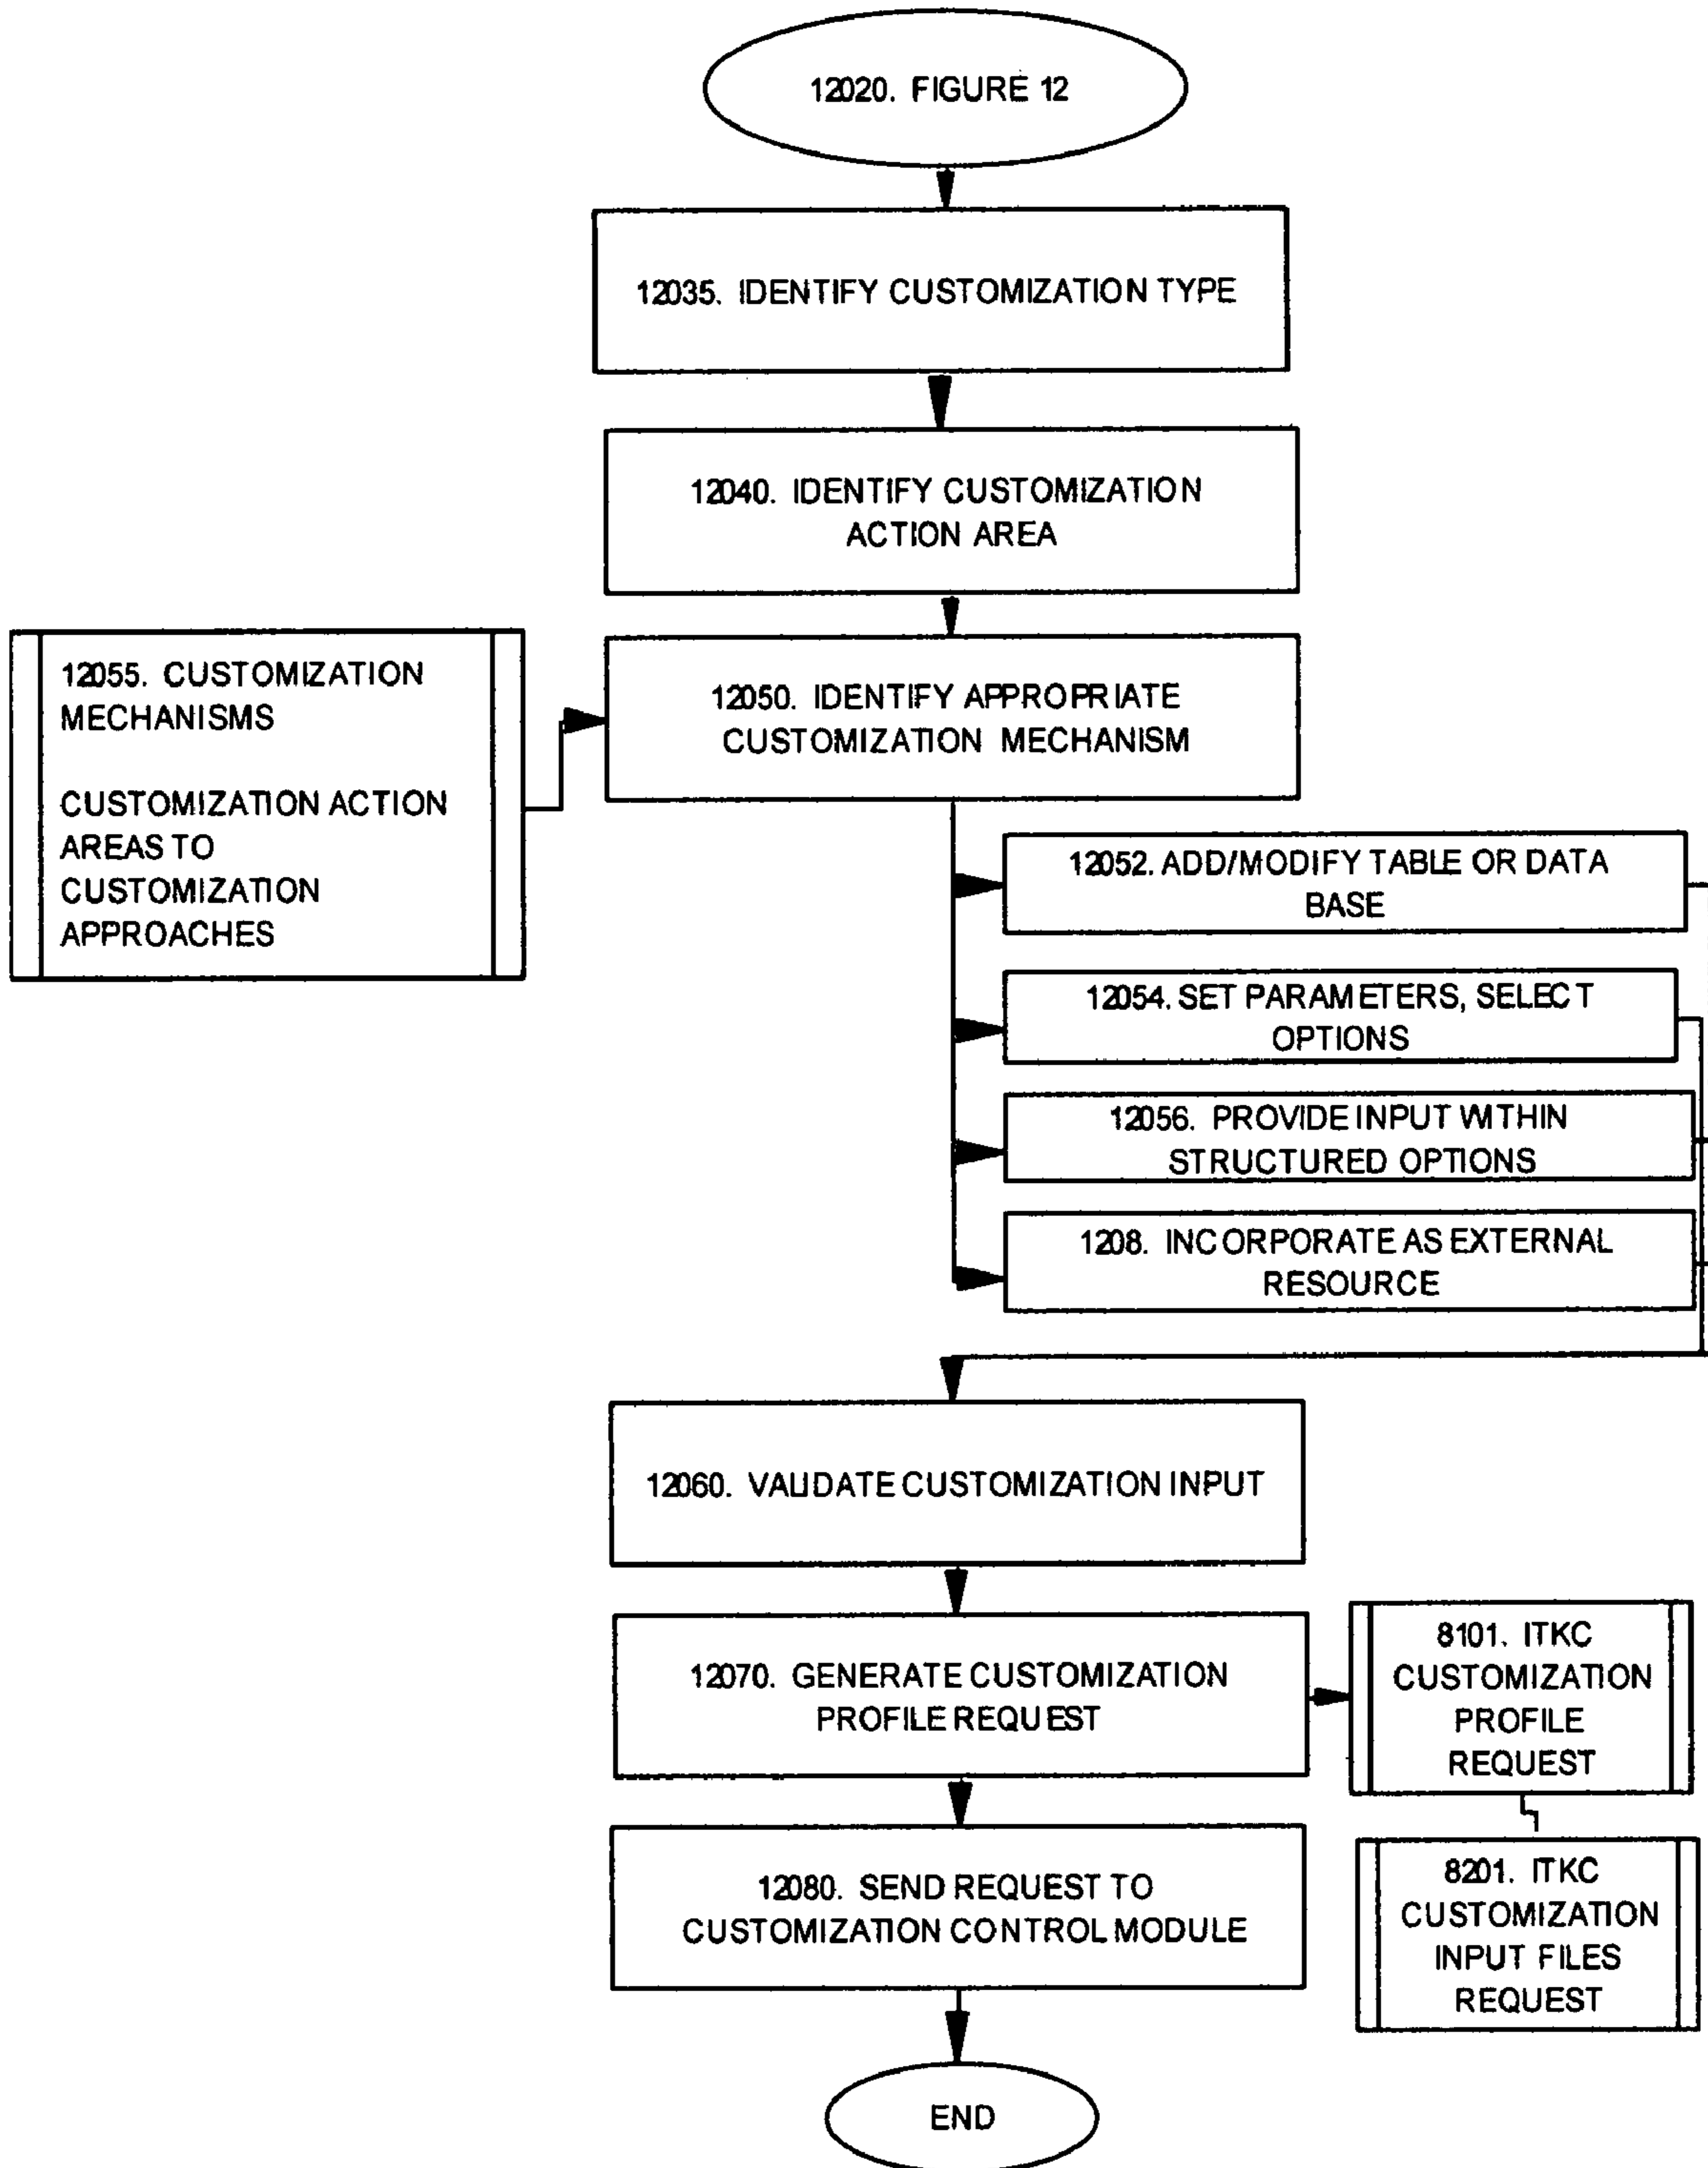 12020. FIGURE 12
12035. IDENTIFY CUSTOMIZATION TYPE
12040. IDENTIFY CUSTOMIZATION
ACTION AREA
12055. CUSTOMIZATION
MECHANISMS
CUSTOMIZATION ACTION
AREAS TO
CUSTOMIZATION
APPROACHES
12050. IDENTIFY APPROPRIATE
CUSTOMIZATION MECHANISM
12052. ADD/MODIFY TABLE OR DATA
BASE
12054. SET PARAMETERS, SELECT
OPTIONS
12056. PROVIDE INPUT WITHIN
STRUCTURED OPTIONS
1208. INCORPORATE AS EXTERNAL
RESOURCE
12060. VALIDATE CUSTOMIZATION INPUT
12070. GENERATE CUSTOMIZATION
PROFILE REQUEST
8101. ITKC
CUSTOMIZATION
PROFILE
REQUEST
12080. SEND REQUEST TO
CUSTOMIZATION CONTROL MODULE
8201. ITKC
CUSTOMIZATION
INPUT FILES
REQUEST
END